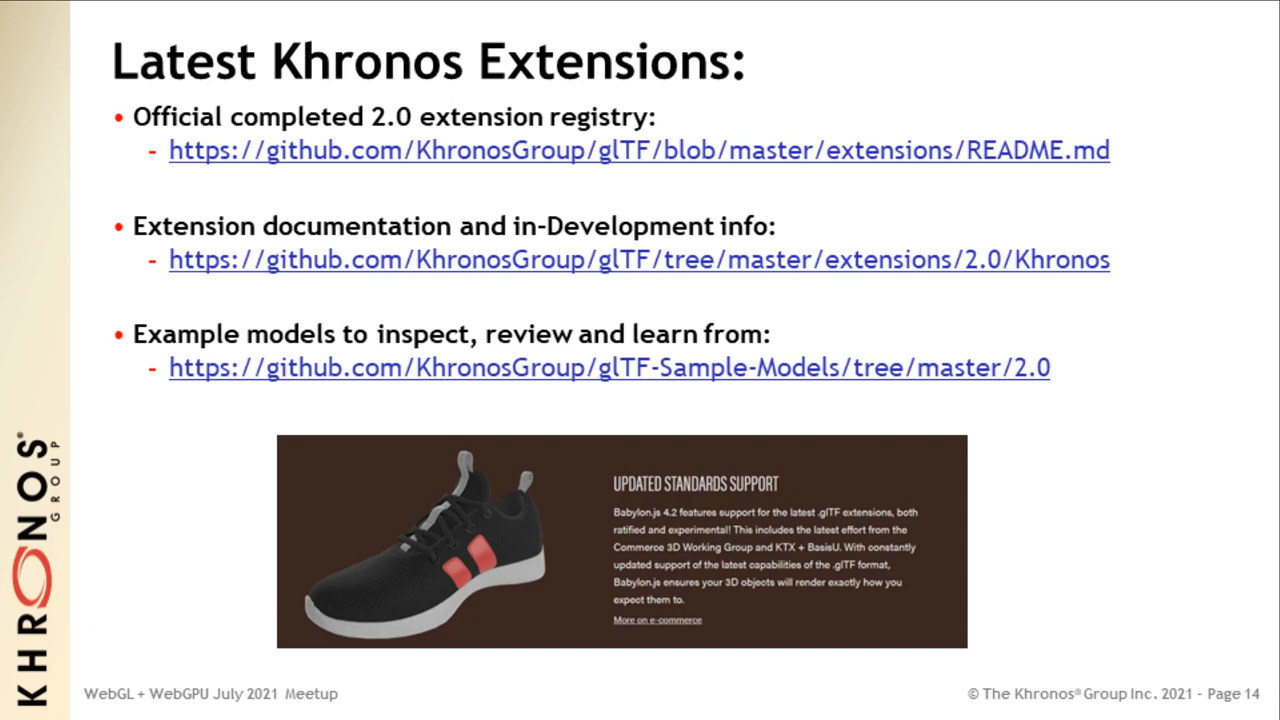 Latest Khronos Extensions:
• Official completed 2.0 extension registry:
- https://github.com/KhronosGroup/glTF/blob/master/extensions/README.md
• Extension documentation and in-Development info:
- https://github.com/KhronosGroup/glTF/tree/master/extensions/2.0/Khronos
• Example models to inspect, review and learn from:
- https://github.com/KhronosGroup/glTF-Sample-Models/tree/master/2.0
UPDATED STANDARDS SUPPORT
Babylon.js 4.2 features support for the latest .glTF extensions, both
ratified and experimental! This includes the latest effort from the
Commerce 3D Working Group and KTX + BasisU. With constantly
updated support of the latest capabilities of the .glTF format,
Babylon.js ensures your 3D objects will render exactly how you
expect them to.
More on e-commerce
KHRONOS®
GROUP
WebGL + WebGPU July 2021 Meetup
© The Khronos® Group Inc. 2021 - Page 14